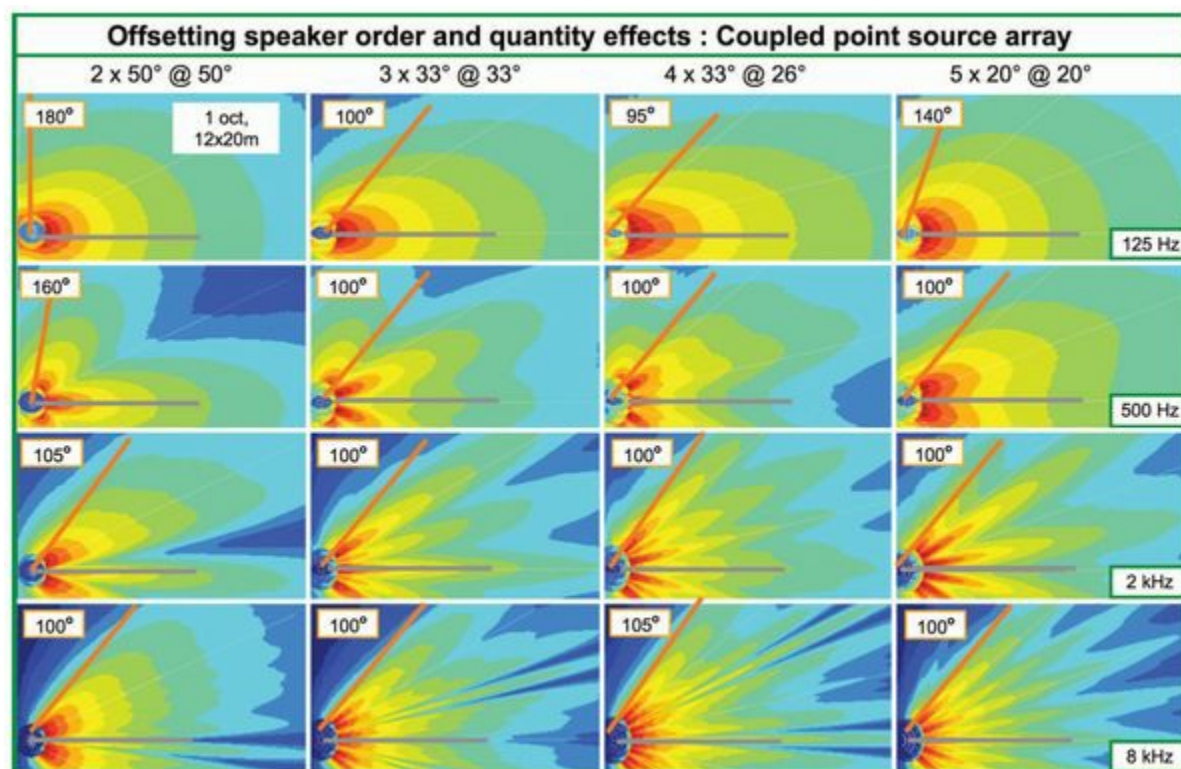 Offsetting speaker order and quantity effects : Coupled point source array
2 x 50° @ 50° 3 x 33° @ 33° 4 x 33° @ 26° 5 x 20° @ 20°
180° 1 oct, 100° 95° 140°
12x20m
125 Hz
160° 100° 100° 100°
500 Hz
105° 100° 100° 100°
2 kHz
100° 100° 105° 100°
8 kHz